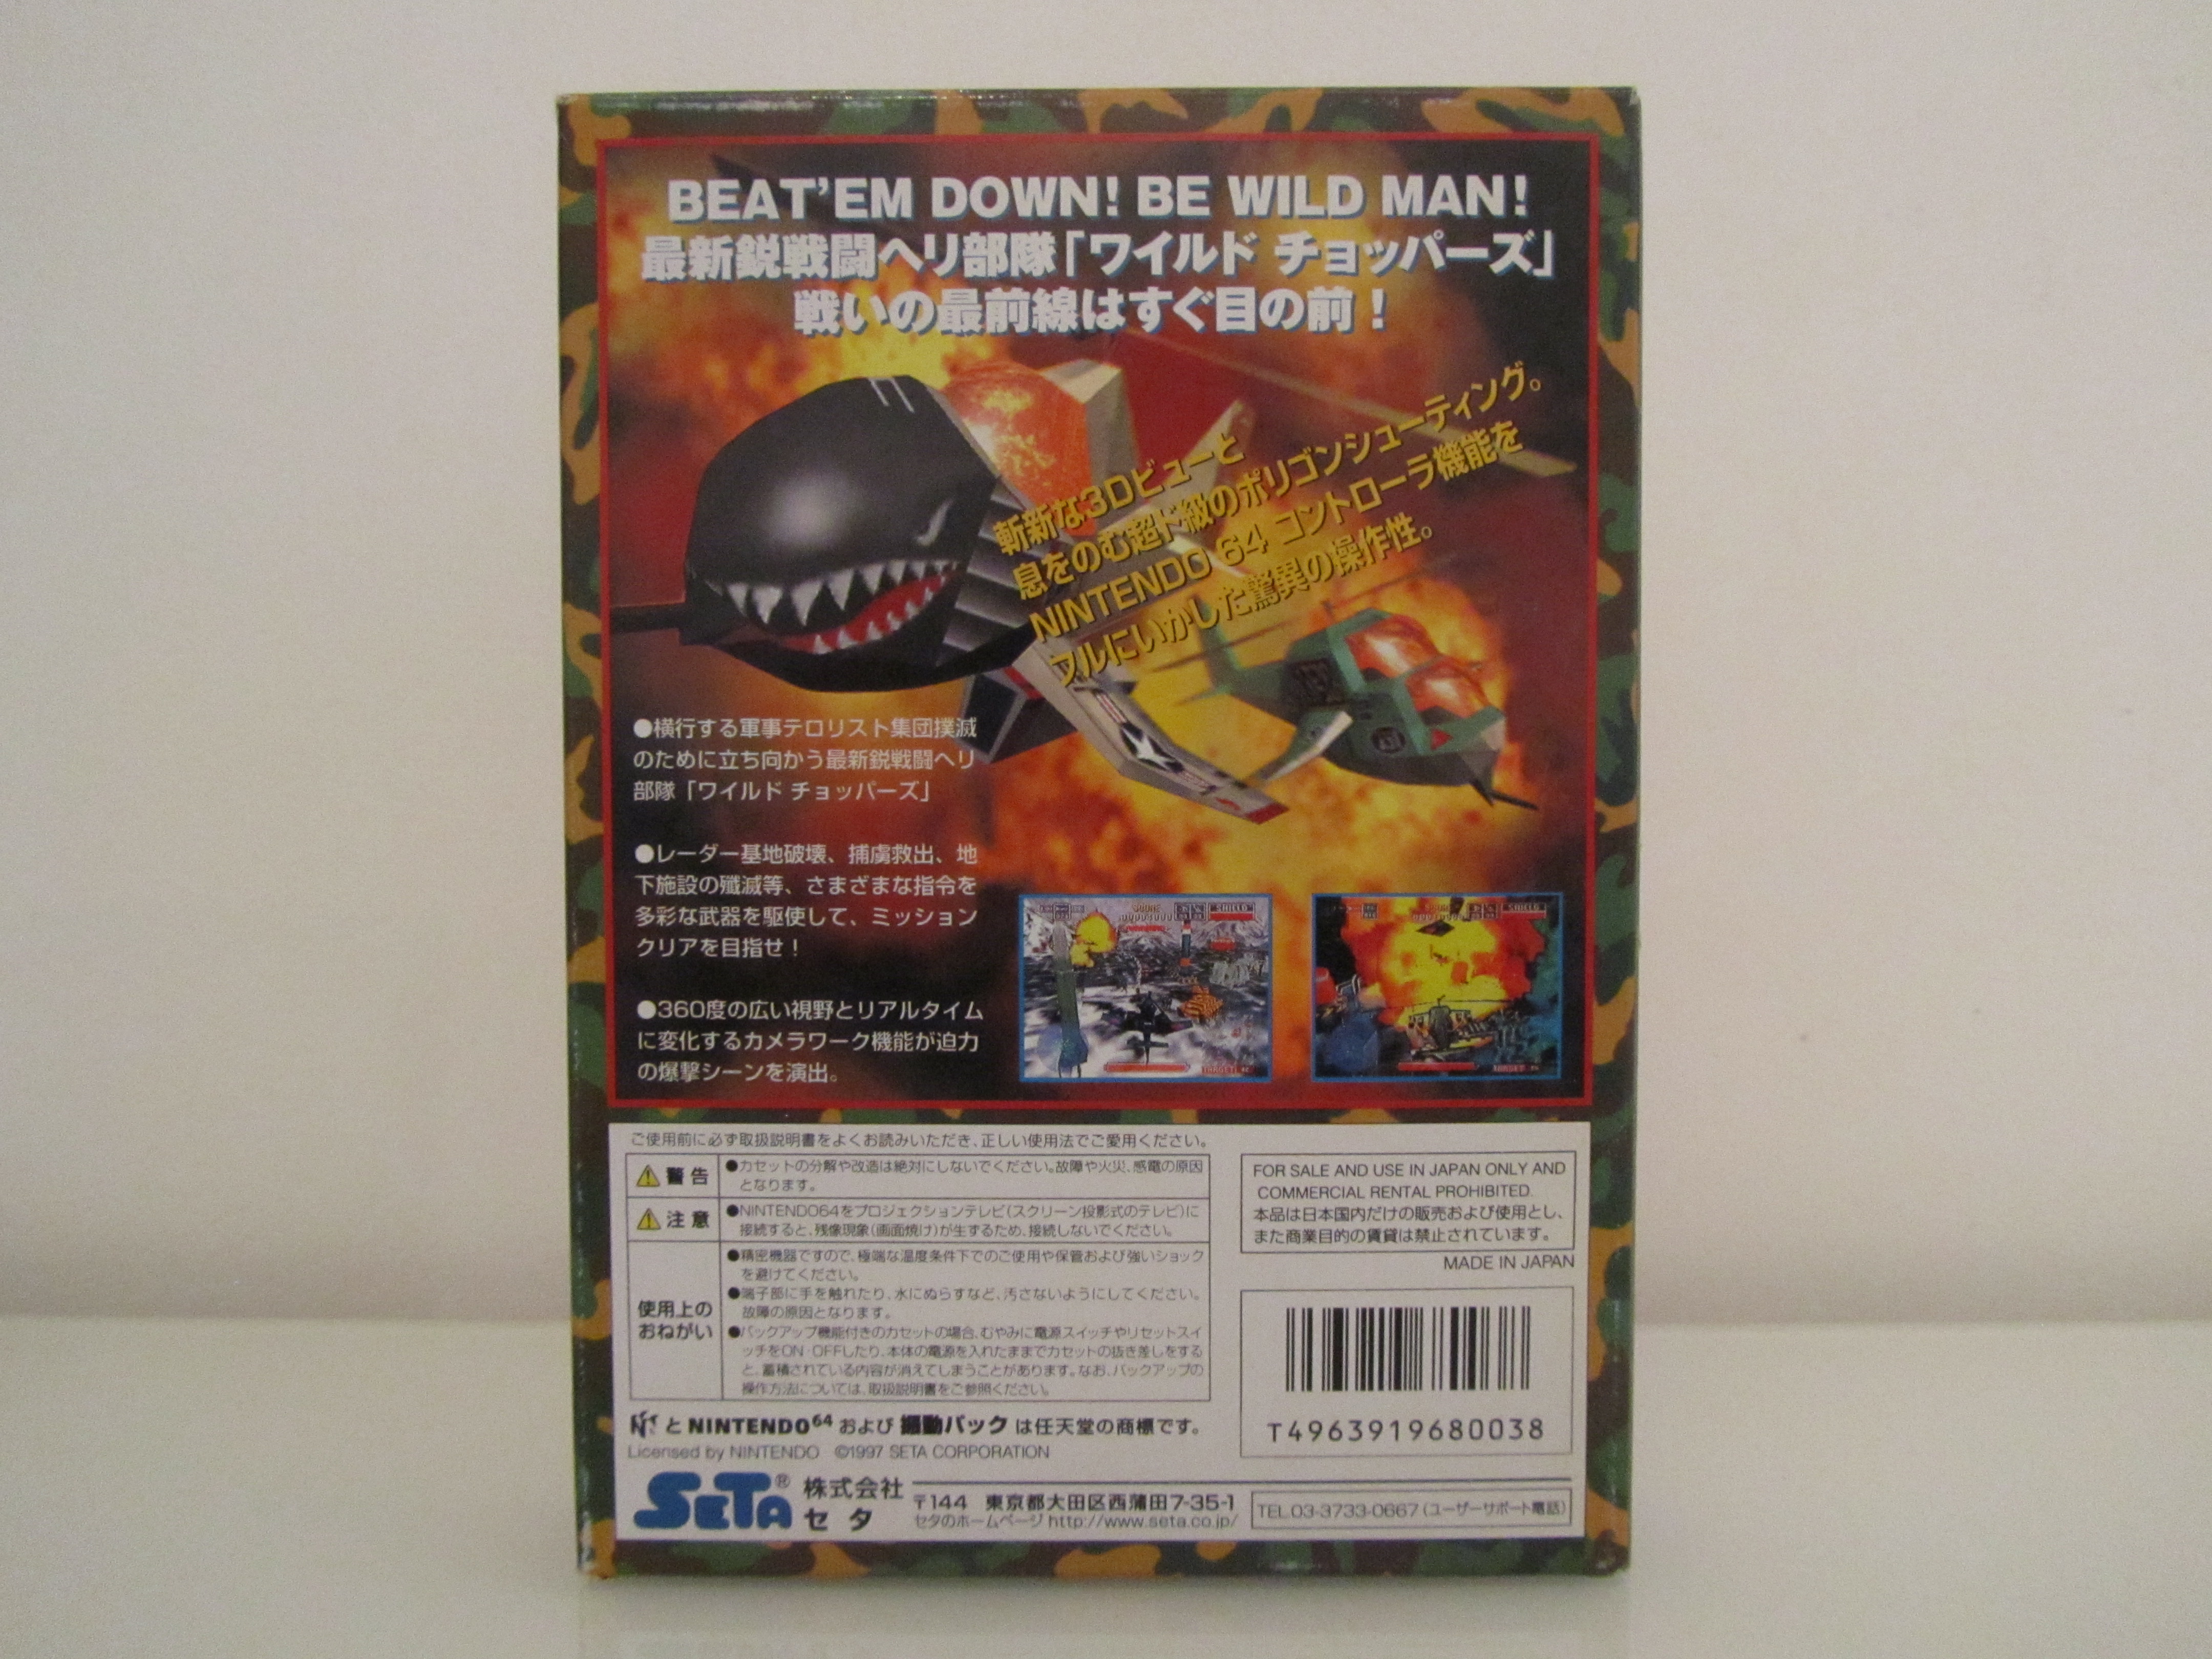 BEAT'EM DOWN! BE WILD MAN!
最新鋭戦闘ヘリ部隊「ワイルド チョッパーズ」
戦いの最前線はすぐ目の前！
斬新な3Dビューと
息をのむ超ド級のポリゴンシューティング。
NINTENDO 64 コントローラ機能を
フルにいかした驚異の操作性。
●横行する軍事テロリスト集団撲滅
のために立ち向かう最新鋭戦闘ヘリ
部隊「ワイルド チョッパーズ」
●レーダー基地破壊、捕虜救出、地
下施設の殲滅等、さまざまな指令を
多彩な武器を駆使して、ミッション
クリアを目指せ！
●360度の広い視野とリアルタイム
に変化するカメラワーク機能が迫力
の爆撃シーンを演出。
SHIELD
SHIELD
ご使用前に必ず取扱説明書をよくお読みいただき、正しい使用法でご愛用ください。
警告
●カセットの分解や改造は絶対にしないでください。故障や火災、感電の原因
となります。
注意
●NINTENDO64をプロジェクションテレビ(スクリーン投影式のテレビ)に
接続すると、残像現象(画面焼け)が生ずるため、接続しないでください。
使用上の
おねがい
●精密機器ですので、極端な温度条件下でのご使用や保管および強いショック
を避けてください。
●端子部に手を触れたり、水にぬらすなど、汚さないようにしてください。
故障の原因となります。
●バックアップ機能付きのカセットの場合、むやみに電源スイッチやリセットスイ
ッチをON・OFFしたり、本体の電源を入れたままでカセットの抜き差しをする
と、蓄積されている内容が消えてしまうことがあります。なお、バックアップの
操作方法については、取扱説明書をご参照ください。
と NINTENDO64 および 振動パック は任天堂の商標です。
Licensed by NINTENDO ©1997 SETA CORPORATION
FOR SALE AND USE IN JAPAN ONLY AND
COMMERCIAL RENTAL PROHIBITED.
本品は日本国内だけの販売および使用とし、
また商業目的の賃貸は禁止されています。
MADE IN JAPAN
T4963919680038
SETA® 株式会社
セタ
〒144 東京都大田区西蒲田7-35-1
セタのホームページ http://www.seta.co.jp/
TEL.03-3733-0667 (ユーザーサポート電話)